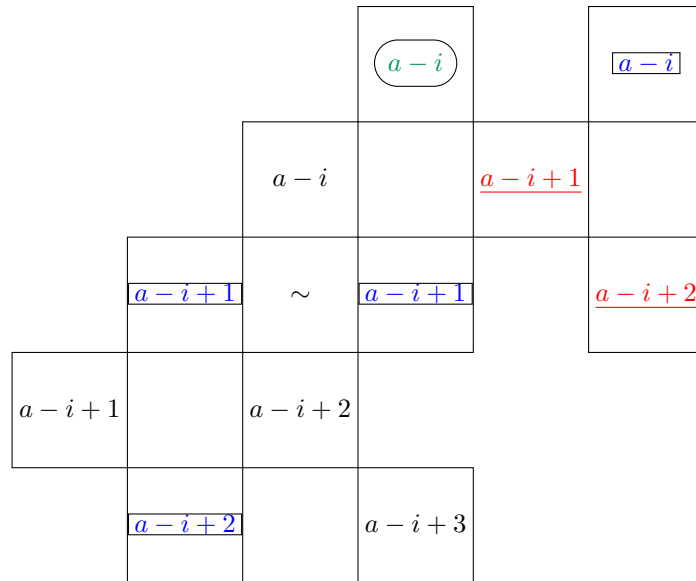 a − i a − i
a − i a − i + 1
a − i + 1 ∼ a − i + 1 a − i + 2
a − i + 1 a − i + 2
a − i + 2 a − i + 3